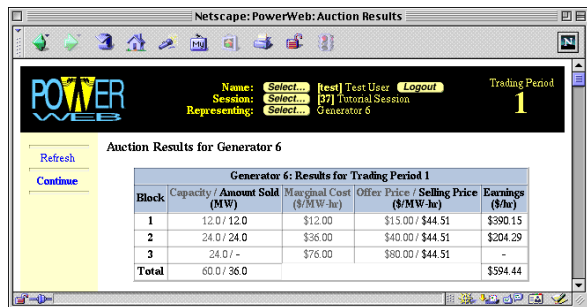 Netscape: PowerWeb: Auction Results
My
N
POWER
WEB
Name: Select... [test] Test User Logout
Session: Select... [37] Tutorial Session
Representing: Select... Generator 6
Trading Period
1
Refresh
Continue
Auction Results for Generator 6
Generator 6: Results for Trading Period 1
Block Capacity / Amount Sold (MW) Marginal Cost ($/MW-hr) Offer Price / Selling Price ($/MW-hr) Earnings ($/hr)
1 12.0 / 12.0 $12.00 $15.00 / $44.51 $390.15
2 24.0 / 24.0 $36.00 $40.00 / $44.51 $204.29
3 24.0 / - $76.00 $80.00 / $44.51 -
Total 60.0 / 36.0 $594.44